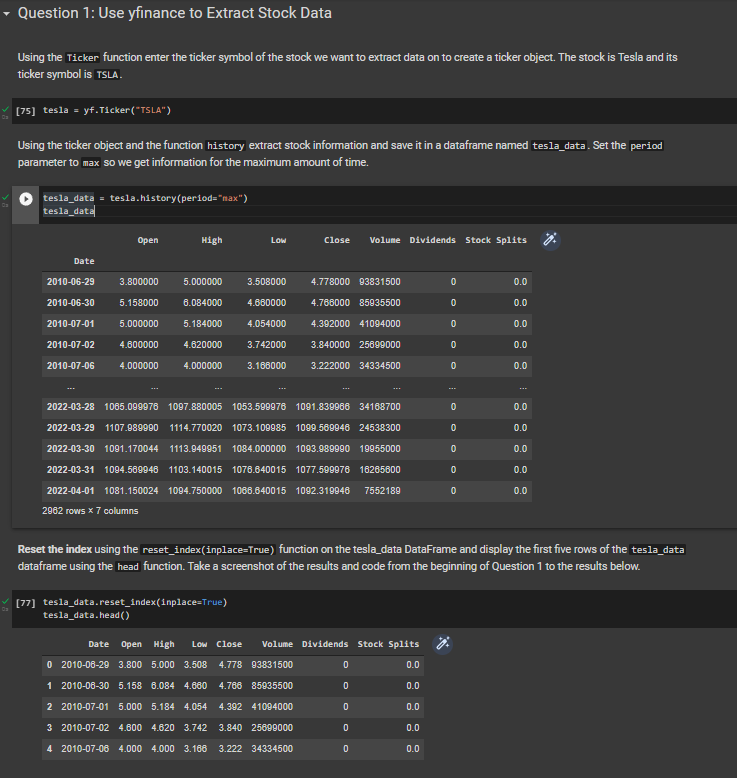 Question 1: Use yfinance to Extract Stock Data
Using the Ticker function enter the ticker symbol of the stock we want to extract data on to create a ticker object. The stock is Tesla and its
ticker symbol is TSLA.
[75] tesla = yf.Ticker("TSLA")
Using the ticker object and the function history extract stock information and save it in a dataframe named tesla_data. Set the period
parameter to max so we get information for the maximum amount of time.
tesla_data = tesla.history(period="max")
tesla_data
Open High Low Close Volume Dividends Stock Splits
Date
2010-06-29 3.800000 5.000000 3.508000 4.778000 93831500 0 0.0
2010-06-30 5.158000 6.084000 4.660000 4.766000 85935500 0 0.0
2010-07-01 5.000000 5.184000 4.054000 4.392000 41094000 0 0.0
2010-07-02 4.600000 4.620000 3.742000 3.840000 25699000 0 0.0
2010-07-06 4.000000 4.000000 3.166000 3.222000 34334500 0 0.0
... ... ... ... ... ... ... ...
2022-03-28 1065.099976 1097.880005 1053.599976 1091.839966 34168700 0 0.0
2022-03-29 1107.989990 1114.770020 1073.109985 1099.569946 24538300 0 0.0
2022-03-30 1091.170044 1113.949951 1084.000000 1093.989990 19955000 0 0.0
2022-03-31 1094.569946 1103.140015 1076.640015 1077.599976 16265600 0 0.0
2022-04-01 1081.150024 1094.750000 1066.640015 1092.319946 7552189 0 0.0
2962 rows × 7 columns
Reset the index using the reset_index(inplace=True) function on the tesla_data DataFrame and display the first five rows of the tesla_data
dataframe using the head function. Take a screenshot of the results and code from the beginning of Question 1 to the results below.
[77] tesla_data.reset_index(inplace=True)
tesla_data.head()
Date Open High Low Close Volume Dividends Stock Splits
0 2010-06-29 3.800 5.000 3.508 4.778 93831500 0 0.0
1 2010-06-30 5.158 6.084 4.660 4.766 85935500 0 0.0
2 2010-07-01 5.000 5.184 4.054 4.392 41094000 0 0.0
3 2010-07-02 4.600 4.620 3.742 3.840 25699000 0 0.0
4 2010-07-06 4.000 4.000 3.166 3.222 34334500 0 0.0